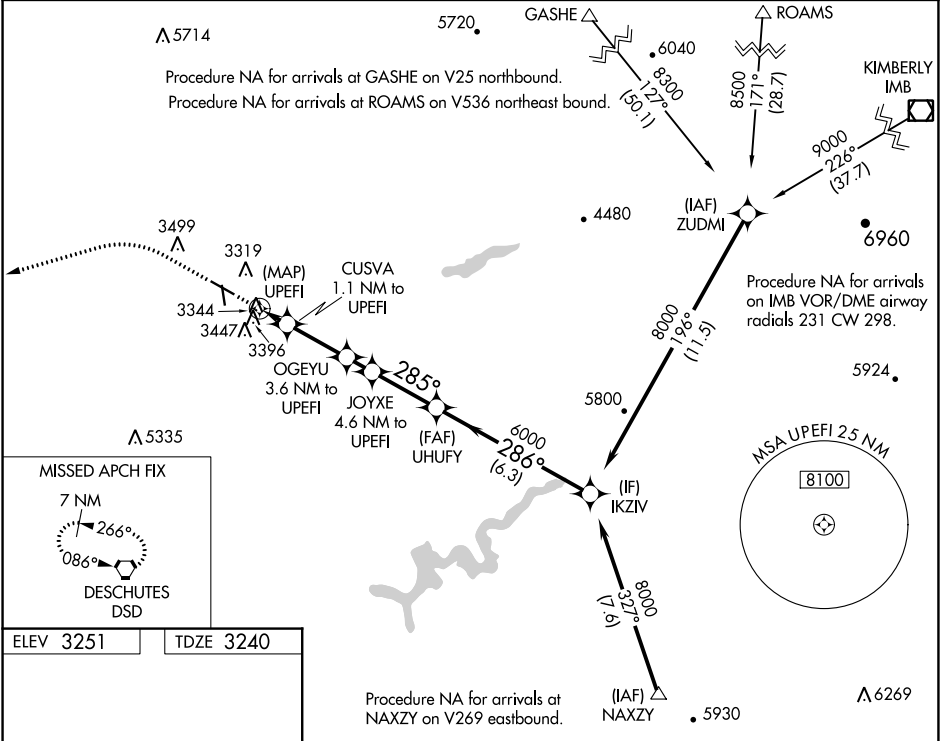 5714
5720
GASHE
ROAMS
6040
KIMBERLY
IMB
Procedure NA for arrivals at GASHE on V25 northbound.
Procedure NA for arrivals at ROAMS on V536 northeast bound.
8300
127°
(50.1)
8500
171°
(28.7)
9000
226°
(37.7)
(IAF)
ZUDMI
4480
6960
3499
3319
(MAP)
UPEFI
CUSVA
1.1 NM to
UPEFI
3344
3447
3396
Procedure NA for arrivals
on IMB VOR/DME airway
radials 231 CW 298.
8000
196°
(11.5)
OGEYU
3.6 NM to
UPEFI
JOYXE
4.6 NM to
UPEFI
285°
(FAF)
UHUFY
5924
5800
5335
6000
286°
(6.3)
(IF)
IKZIV
MSA UPEFI 25 NM
8100
MISSED APCH FIX
7 NM
266°
086°
DESCHUTES
DSD
8000
327°
(7.6)
ELEV 3251
TDZE 3240
Procedure NA for arrivals at
NAXZY on V269 eastbound.
(IAF)
NAXZY
5930
6269